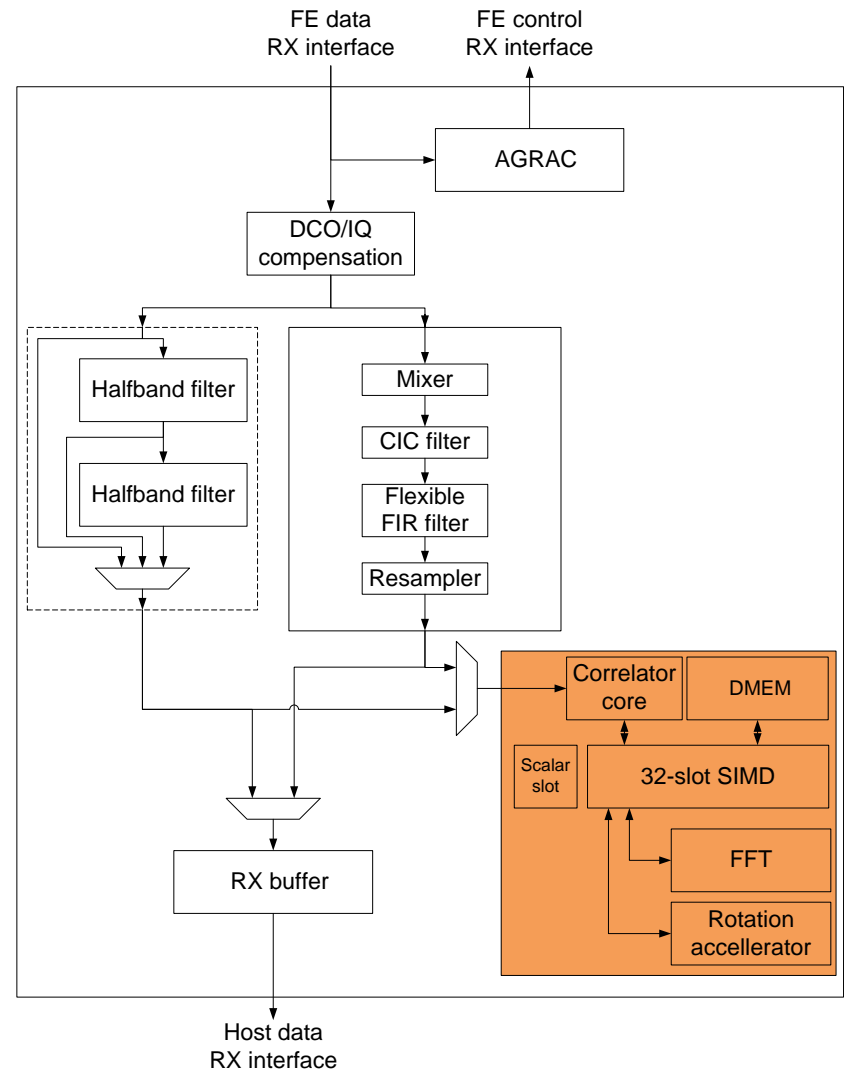 FE data
RX interface
FE control
RX interface
AGRAC
DCO/IQ
compensation
Halfband filter
Halfband filter
Mixer
CIC filter
Flexible
FIR filter
Resampler
Correlator
core
DMEM
Scalar
slot
32-slot SIMD
FFT
Rotation
accellerator
RX buffer
Host data
RX interface